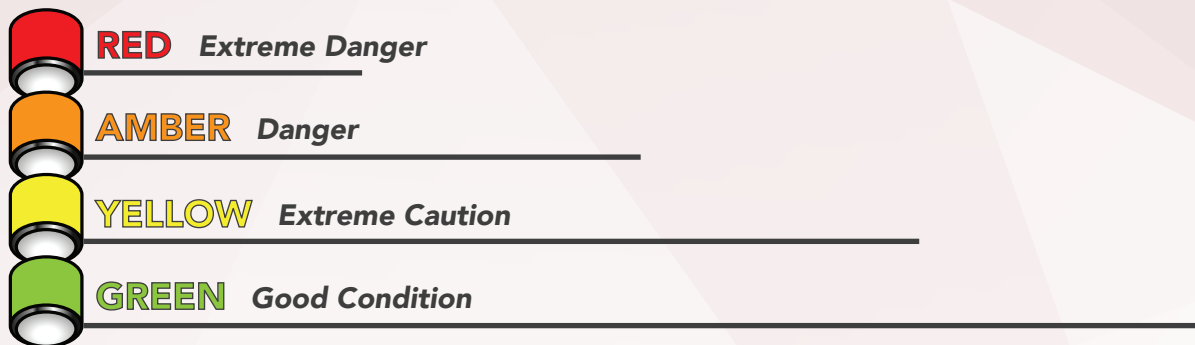 RED Extreme Danger
AMBER Danger
YELLOW Extreme Caution
GREEN Good Condition